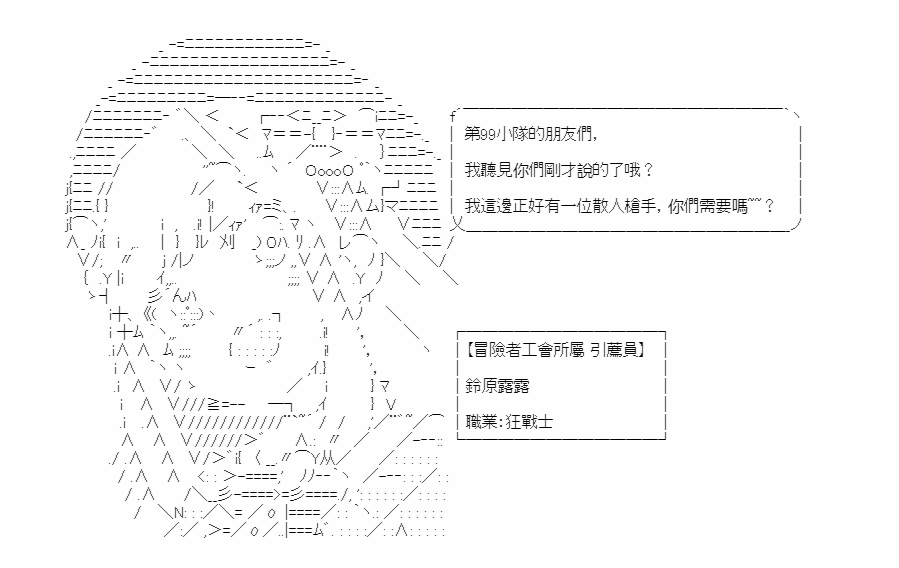 第99小隊的朋友們，
我聽見你們剛才說的了哦？
我這邊正好有一位散人槍手，你們需要嗎~~？
【冒險者工會所屬 引薦員】
鈴原露露
職業：狂戰士